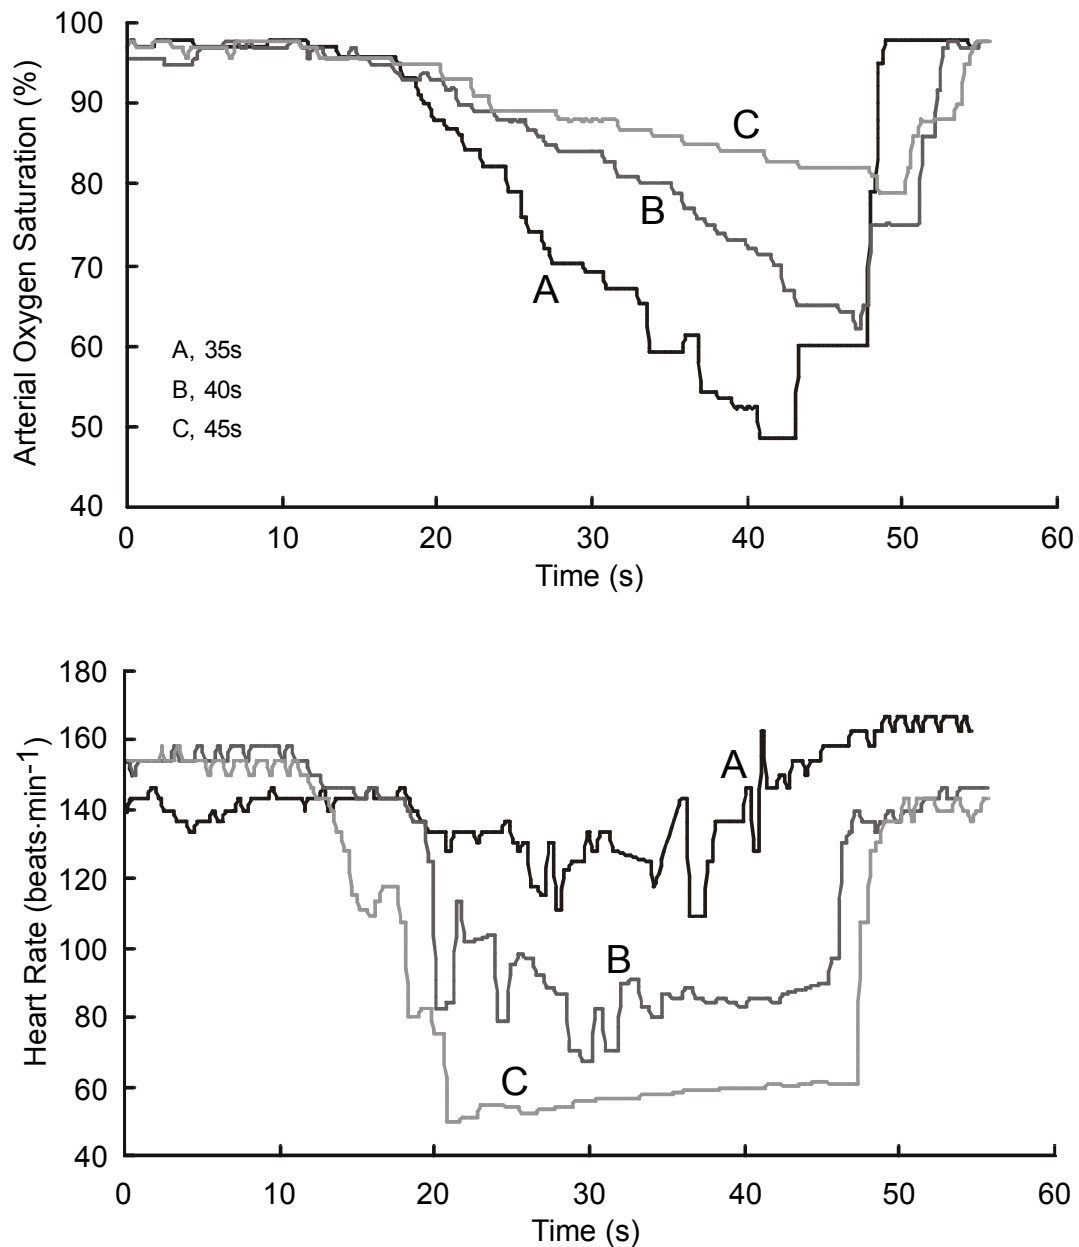 100
90
80
70
60
50
40
Arterial Oxygen Saturation (%)
C
B
A
A, 35s
B, 40s
C, 45s
0 10 20 30 40 50 60
Time (s)
180
160
140
120
100
80
60
40
Heart Rate (beats·min⁻¹)
A
B
C
0 10 20 30 40 50 60
Time (s)